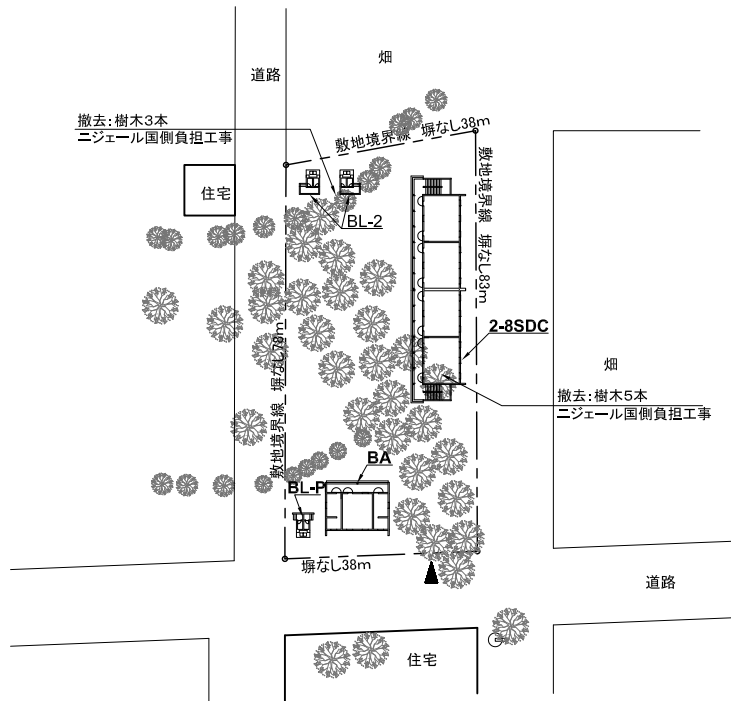 道路
畑
撤去:樹木3本
ニジェール国側負担工事
敷地境界線 塀なし38m
住宅
BL-2
敷地境界線 塀なし83m
2-8SDC
畑
敷地境界線 塀なし78m
撤去:樹木5本
ニジェール国側負担工事
BA
BL-P
塀なし38m
道路
住宅